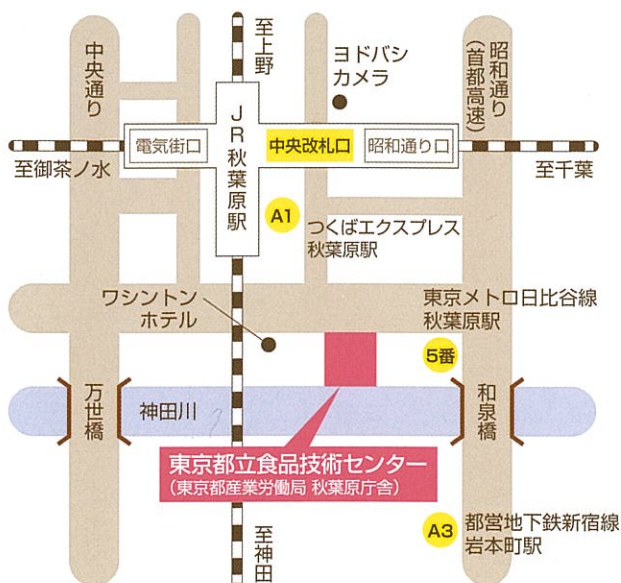 中央通り
至上野
ヨドバシ
カメラ
昭和通り
(首都高速)
電気街口
JR秋葉原駅
中央改札口
昭和通り口
至御茶ノ水
至千葉
A1
つくばエクスプレス
秋葉原駅
ワシントン
ホテル
東京メトロ日比谷線
秋葉原駅
5番
万世橋
神田川
和泉橋
東京都立食品技術センター
(東京都産業労働局 秋葉原庁舎)
至神田
A3
都営地下鉄新宿線
岩本町駅